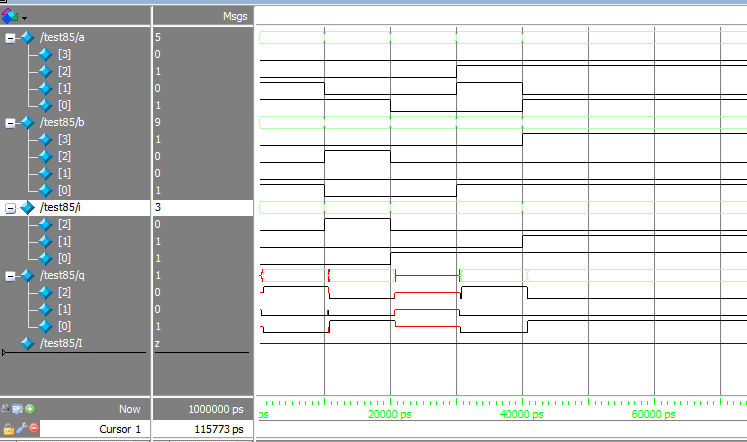 Msgs
/test85/a 5
[3] 0
[2] 1
[1] 0
[0] 1
/test85/b 9
[3] 1
[2] 0
[1] 0
[0] 1
/test85/i 3
[2] 0
[1] 1
[0] 1
/test85/q 1
[2] 0
[1] 0
[0] 1
/test85/I z
Now 1000000 ps ps 20000 ps 40000 ps 60000 ps
Cursor 1 115773 ps